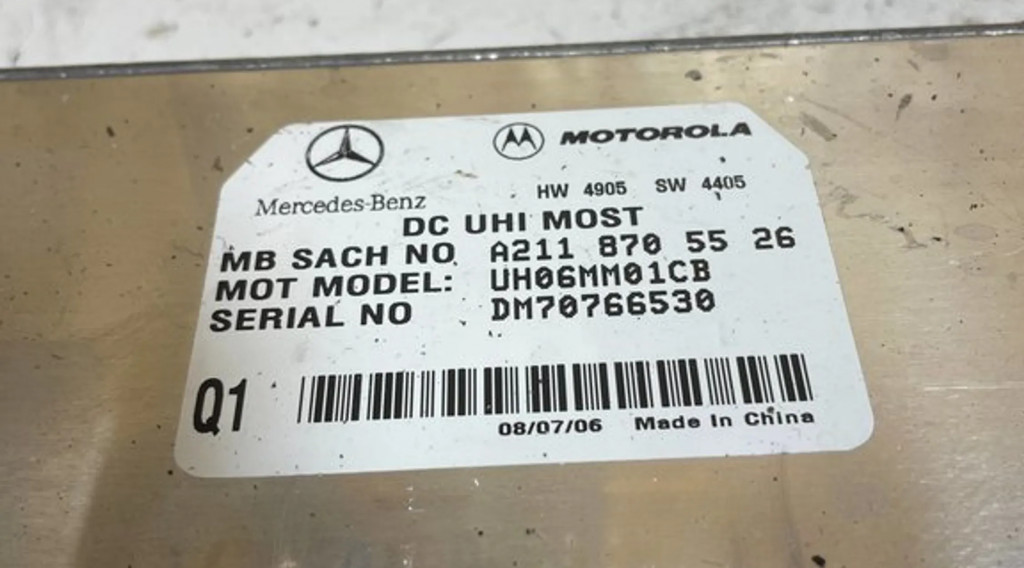 MOTOROLA
Mercedes-Benz HW 4905 SW 4405
DC UHI MOST
MB SACH NO. A211 870 55 26
MOT MODEL: UH06MM01CB
SERIAL NO DM70766530
Q1
08/07/06 Made In China